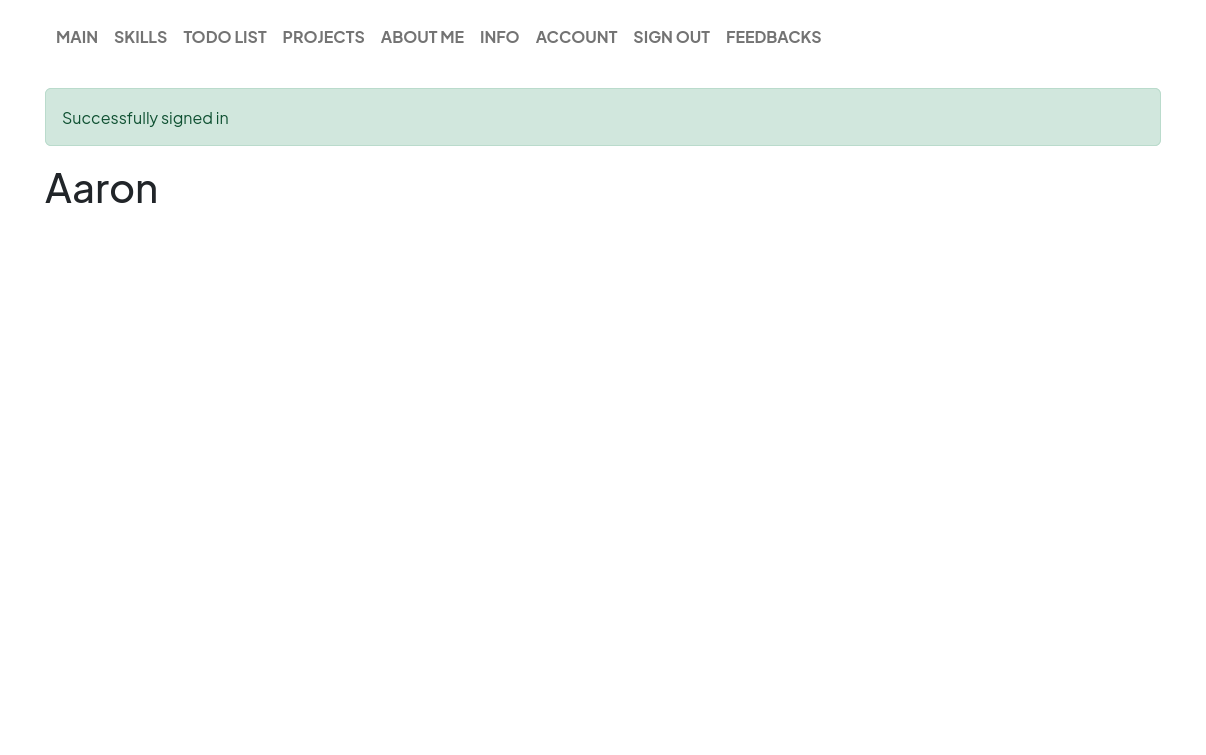 MAIN SKILLS TODO LIST PROJECTS ABOUT ME INFO ACCOUNT SIGN OUT FEEDBACKS
Successfully signed in
Aaron